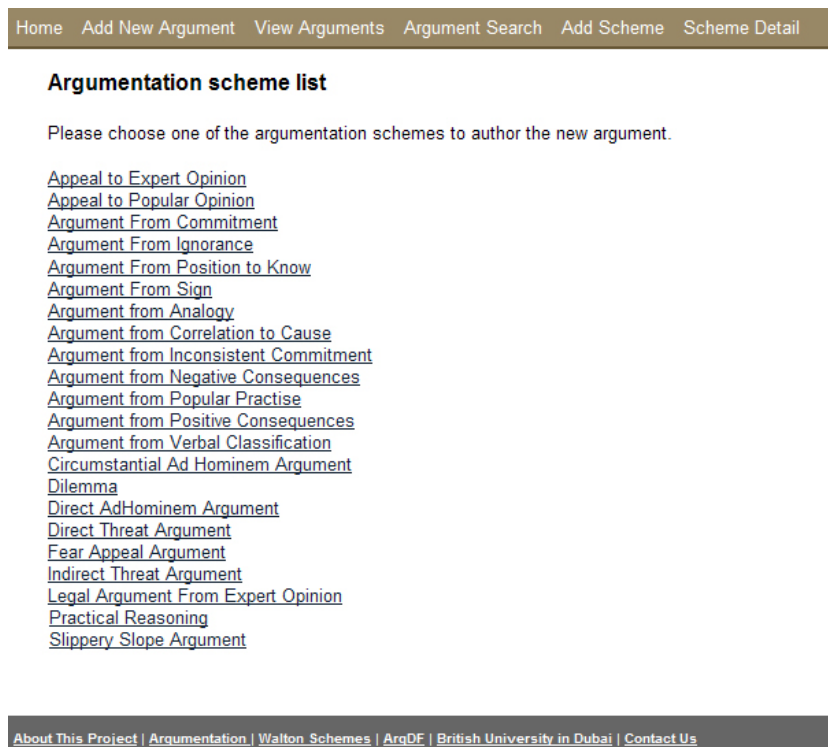 Home Add New Argument View Arguments Argument Search Add Scheme Scheme Detail
Argumentation scheme list
Please choose one of the argumentation schemes to author the new argument.
Appeal to Expert Opinion
Appeal to Popular Opinion
Argument From Commitment
Argument From Ignorance
Argument From Position to Know
Argument From Sign
Argument from Analogy
Argument from Correlation to Cause
Argument from Inconsistent Commitment
Argument from Negative Consequences
Argument from Popular Practise
Argument from Positive Consequences
Argument from Verbal Classification
Circumstantial Ad Hominem Argument
Dilemma
Direct AdHominem Argument
Direct Threat Argument
Fear Appeal Argument
Indirect Threat Argument
Legal Argument From Expert Opinion
Practical Reasoning
Slippery Slope Argument
About This Project | Argumentation | Walton Schemes | ArgDF | British University in Dubai | Contact Us